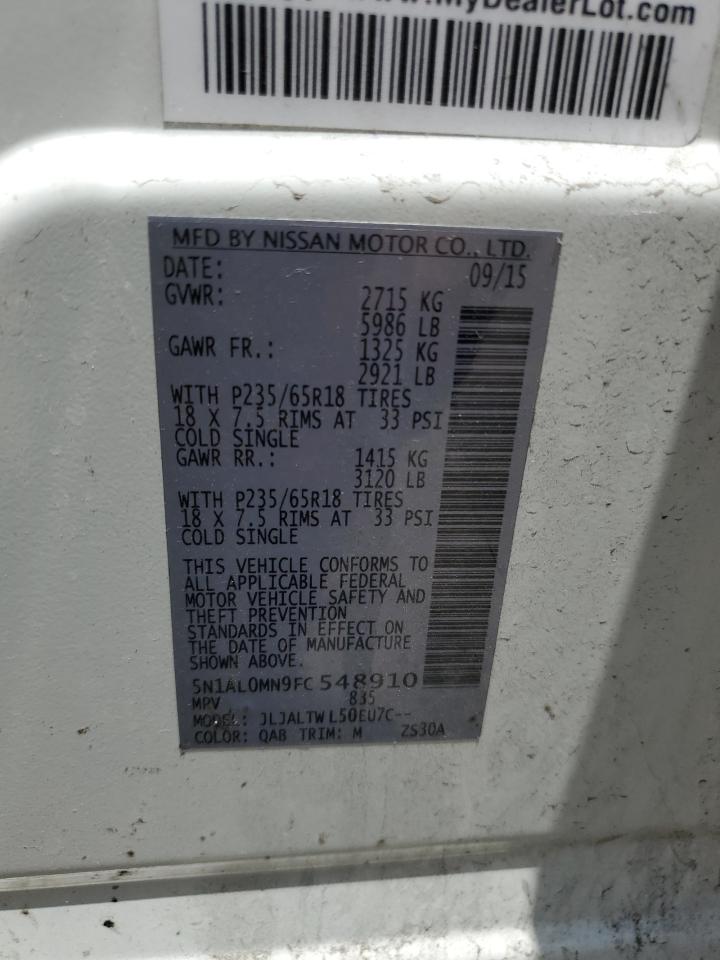 www.MyDealerLot.com
MFD BY NISSAN MOTOR CO., LTD.
DATE: 09/15
GVWR: 2715 KG
5986 LB
GAWR FR.: 1325 KG
2921 LB
WITH P235/65R18 TIRES
18 X 7.5 RIMS AT 33 PSI
COLD SINGLE
GAWR RR.: 1415 KG
3120 LB
WITH P235/65R18 TIRES
18 X 7.5 RIMS AT 33 PSI
COLD SINGLE
THIS VEHICLE CONFORMS TO
ALL APPLICABLE FEDERAL
MOTOR VEHICLE SAFETY AND
THEFT PREVENTION
STANDARDS IN EFFECT ON
THE DATE OF MANUFACTURE
SHOWN ABOVE.
5N1AL0MN9FC548910
MPV 835
MODEL: JLJALTWL50EU7C--
COLOR: QAB TRIM: M ZS30A